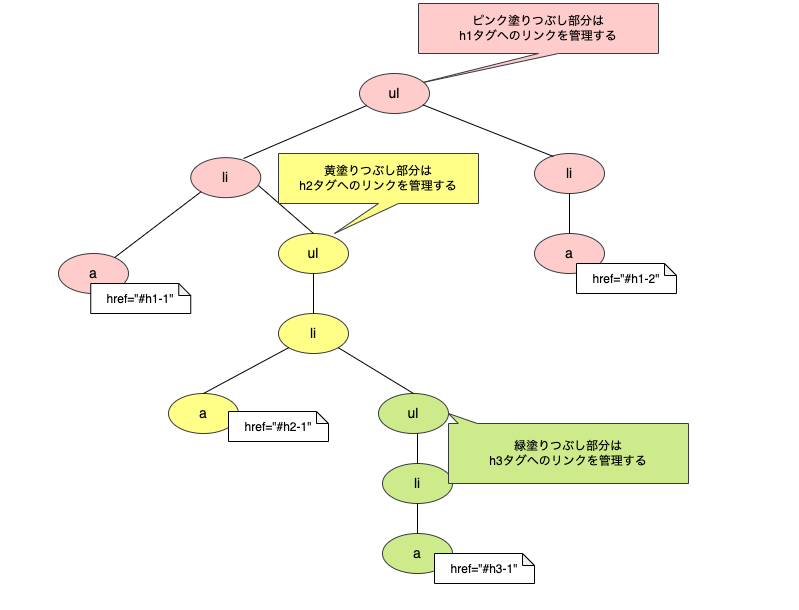 ピンク塗りつぶし部分は
h1タグへのリンクを管理する
ul
li
黄塗りつぶし部分は
h2タグへのリンクを管理する
li
a
href="#h1-1"
ul
a
href="#h1-2"
li
a
href="#h2-1"
ul
緑塗りつぶし部分は
h3タグへのリンクを管理する
li
a
href="#h3-1"